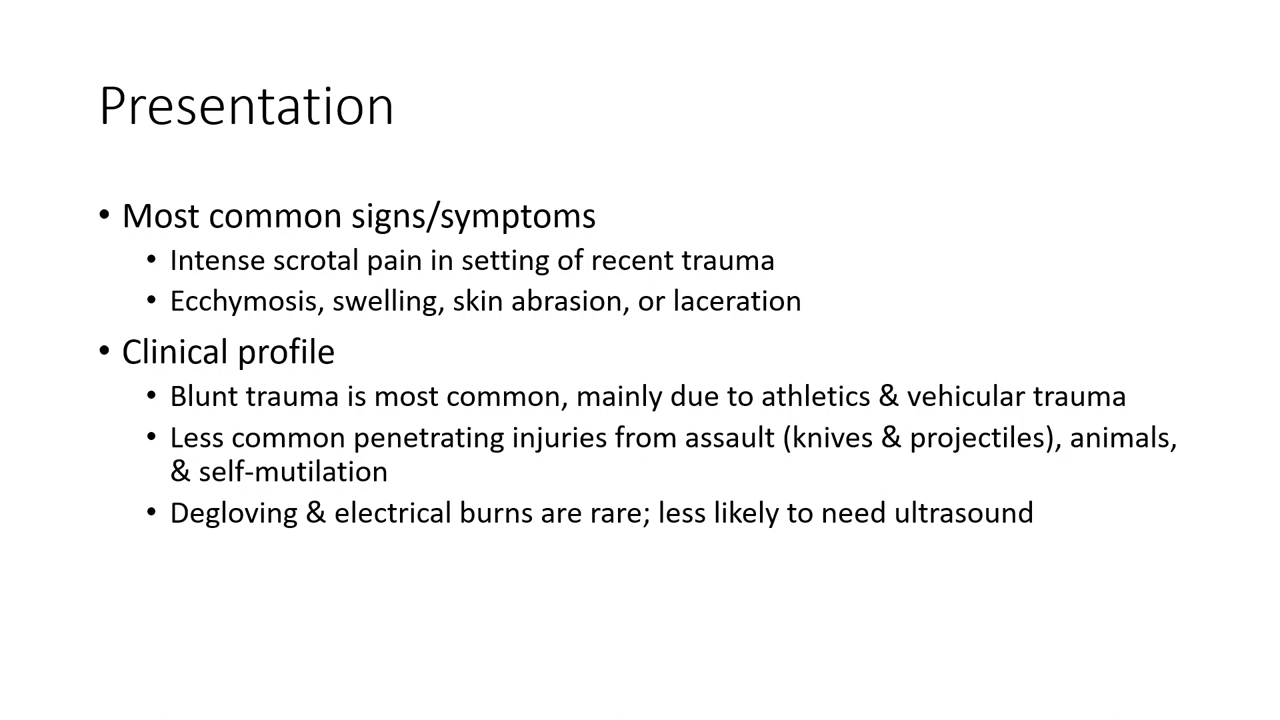 Presentation
• Most common signs/symptoms
• Intense scrotal pain in setting of recent trauma
• Ecchymosis, swelling, skin abrasion, or laceration
• Clinical profile
• Blunt trauma is most common, mainly due to athletics & vehicular trauma
• Less common penetrating injuries from assault (knives & projectiles), animals,
& self-mutilation
• Degloving & electrical burns are rare; less likely to need ultrasound